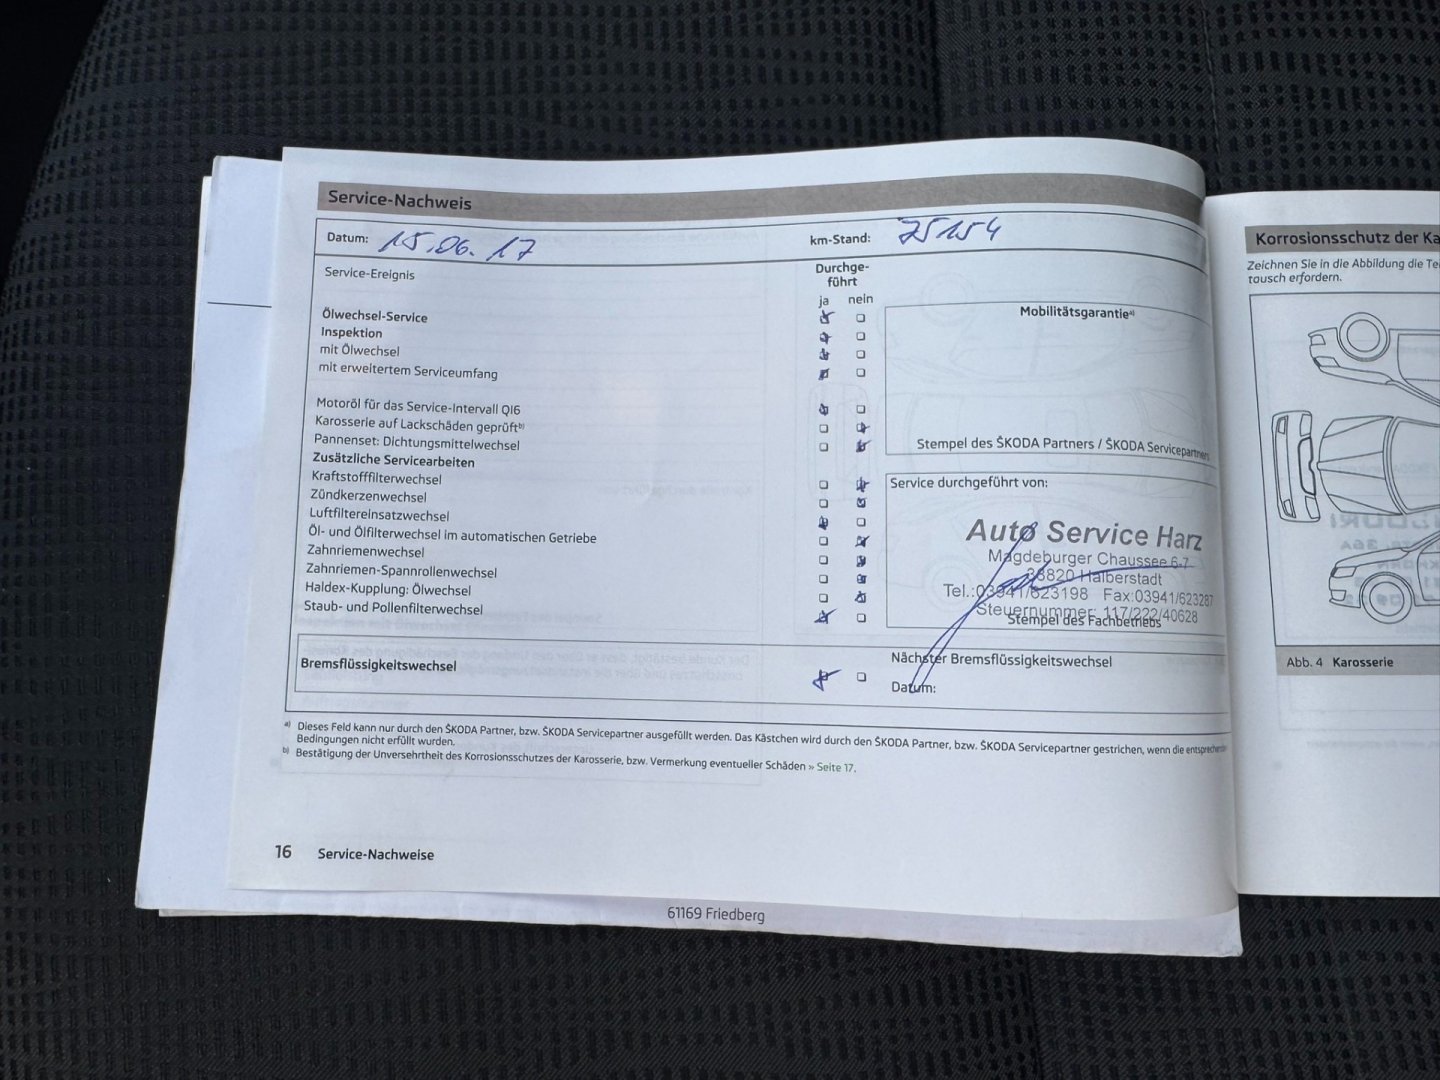 Service-Nachweis
Datum: 15.06.17
km-Stand: 75154
Service-Ereignis
Durchge-
führt
ja nein
Ölwechsel-Service
Inspektion
mit Ölwechsel
mit erweitertem Serviceumfang
Motoröl für das Service-Intervall QI6
Karosserie auf Lackschäden geprüftᵇ⁾
Pannenset: Dichtungsmittelwechsel
Zusätzliche Servicearbeiten
Kraftstofffilterwechsel
Zündkerzenwechsel
Luftfiltereinsatzwechsel
Öl- und Ölfilterwechsel im automatischen Getriebe
Zahnriemenwechsel
Zahnriemen-Spannrollenwechsel
Haldex-Kupplung: Ölwechsel
Staub- und Pollenfilterwechsel
Mobilitätsgarantieᵃ⁾
Stempel des ŠKODA Partners / ŠKODA Servicepartners
Service durchgeführt von:
Auto Service Harz
Magdeburger Chaussee 6-7
38820 Halberstadt
Tel.:03941/623198 Fax:03941/623287
Steuernummer: 117/222/40628
Stempel des Fachbetriebs
Bremsflüssigkeitswechsel
Nächster Bremsflüssigkeitswechsel
Datum:
ᵃ⁾ Dieses Feld kann nur durch den ŠKODA Partner, bzw. ŠKODA Servicepartner ausgefüllt werden. Das Kästchen wird durch den ŠKODA Partner, bzw. ŠKODA Servicepartner gestrichen, wenn die entsprechenden
Bedingungen nicht erfüllt wurden.
ᵇ⁾ Bestätigung der Unversehrtheit des Korrosionsschutzes der Karosserie, bzw. Vermerkung eventueller Schäden » Seite 17.
16 Service-Nachweise
61169 Friedberg
Korrosionsschutz der Ka
Zeichnen Sie in die Abbildung die Te
tausch erfordern.
Abb. 4 Karosserie